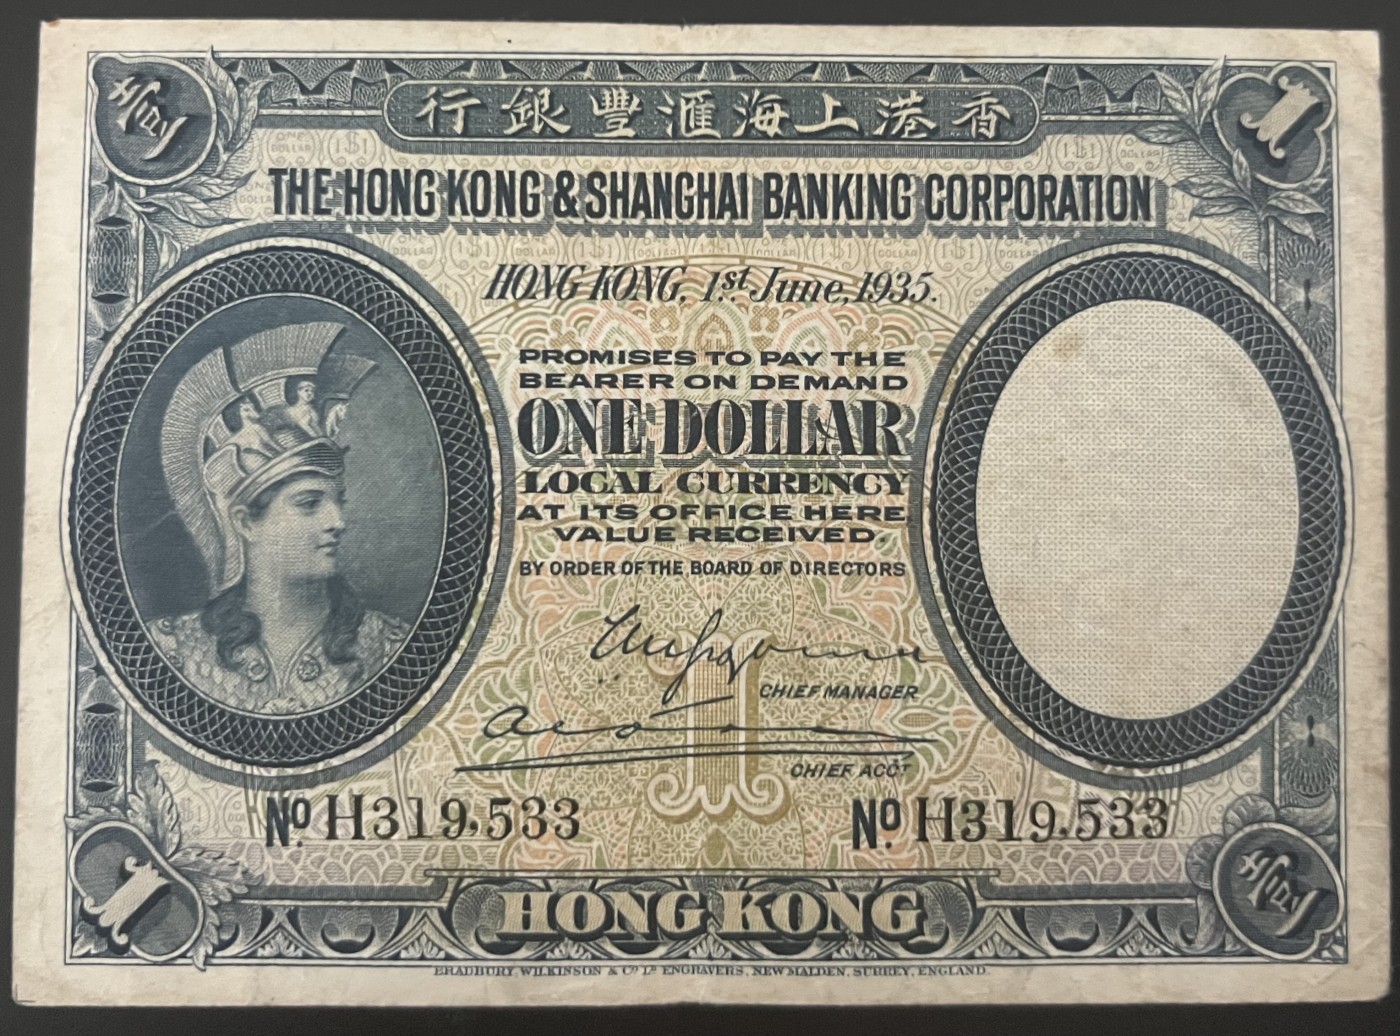 行銀豐滙海上港香
1
THE HONG KONG & SHANGHAI BANKING CORPORATION
HONG KONG, 1st June, 1935.
PROMISES TO PAY THE
BEARER ON DEMAND
ONE DOLLAR
LOCAL CURRENCY
AT ITS OFFICE HERE
VALUE RECEIVED.
BY ORDER OF THE BOARD OF DIRECTORS
CHIEF MANAGER
CHIEF ACCT
1
No. H319,533 No. H319,533
1
HONG KONG
BRADBURY, WILKINSON & Co. Ld. ENGRAVERS, NEW MALDEN, SURREY, ENGLAND.